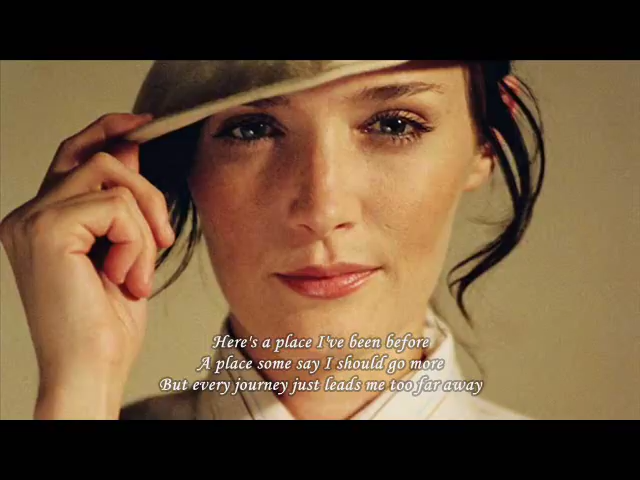 Here's a place I've been before
A place some say I should go more
But every journey just leads me too far away